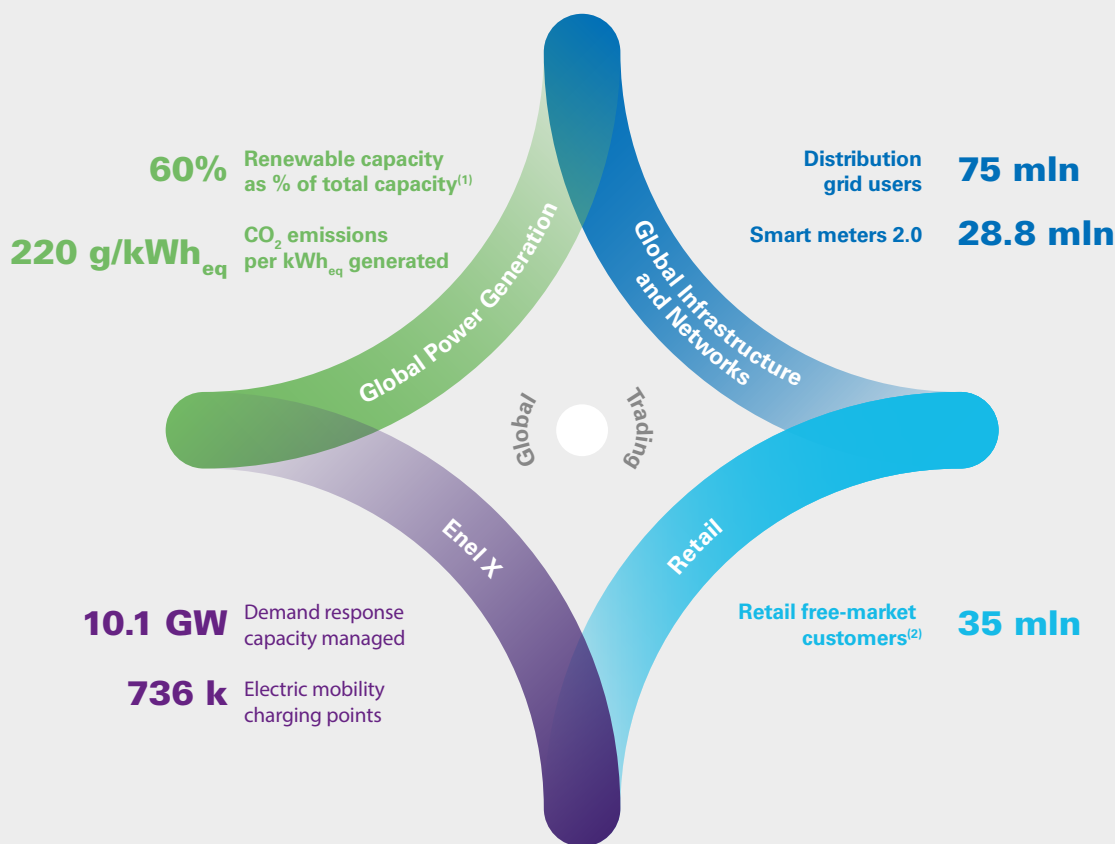 60%
Renewable capacity
as % of total capacity(1)
220 g/kWheq
CO2 emissions
per kWheq generated
Distribution
grid users
75 mln
Smart meters 2.0
28.8 mln
Global Power Generation
Global Infrastructure
and Networks
Global
Trading
Enel X
Retail
10.1 GW
Demand response
capacity managed
736 k
Electric mobility
charging points
Retail free-market
customers(2)
35 mln